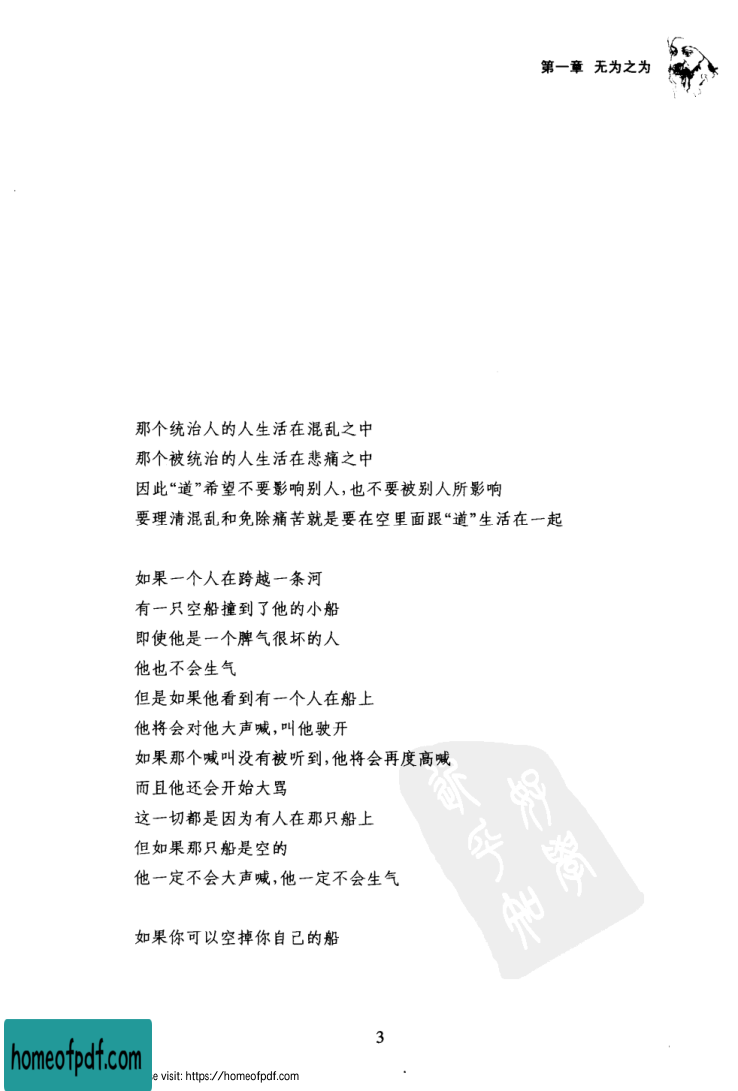 第一章 无为之为
那个统治人的人生活在混乱之中
那个被统治的人生活在悲痛之中
因此“道”希望不要影响别人,也不要被别人所影响
要理清混乱和免除痛苦就是要在空里面跟“道”生活在一起
如果一个人在跨越一条河
有一只空船撞到了他的小船
即使他是一个脾气很坏的人
他也不会生气
但是如果他看到有一个人在船上
他将会对他大声喊,叫他驶开
如果那个喊叫没有被听到,他将会再度高喊
而且他还会开始大骂
这一切都是因为有人在那只船上
但如果那只船是空的
他一定不会大声喊,他一定不会生气
如果你可以空掉你自己的船
3
homeofpdf.com
e visit: https://homeofpdf.com